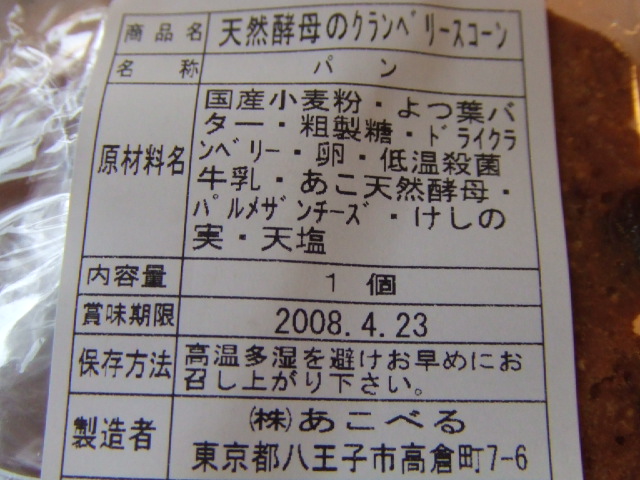 商品名 天然酵母のｸﾗﾝﾍﾞﾘｰｽｺｰﾝ
名称 パン
原材料名 国産小麦粉・よつ葉バ
ター・粗製糖・ﾄﾞﾗｲｸﾗ
ﾝﾍﾞﾘｰ・卵・低温殺菌
牛乳・あこ天然酵母・
ﾊﾟﾙﾒｻﾞﾝﾁｰｽﾞ・けしの
実・天塩
内容量 1個
賞味期限 2008.4.23
保存方法 高温多湿を避けお早めにお
召し上がり下さい。
製造者 ㈱あこべる
東京都八王子市高倉町7-6